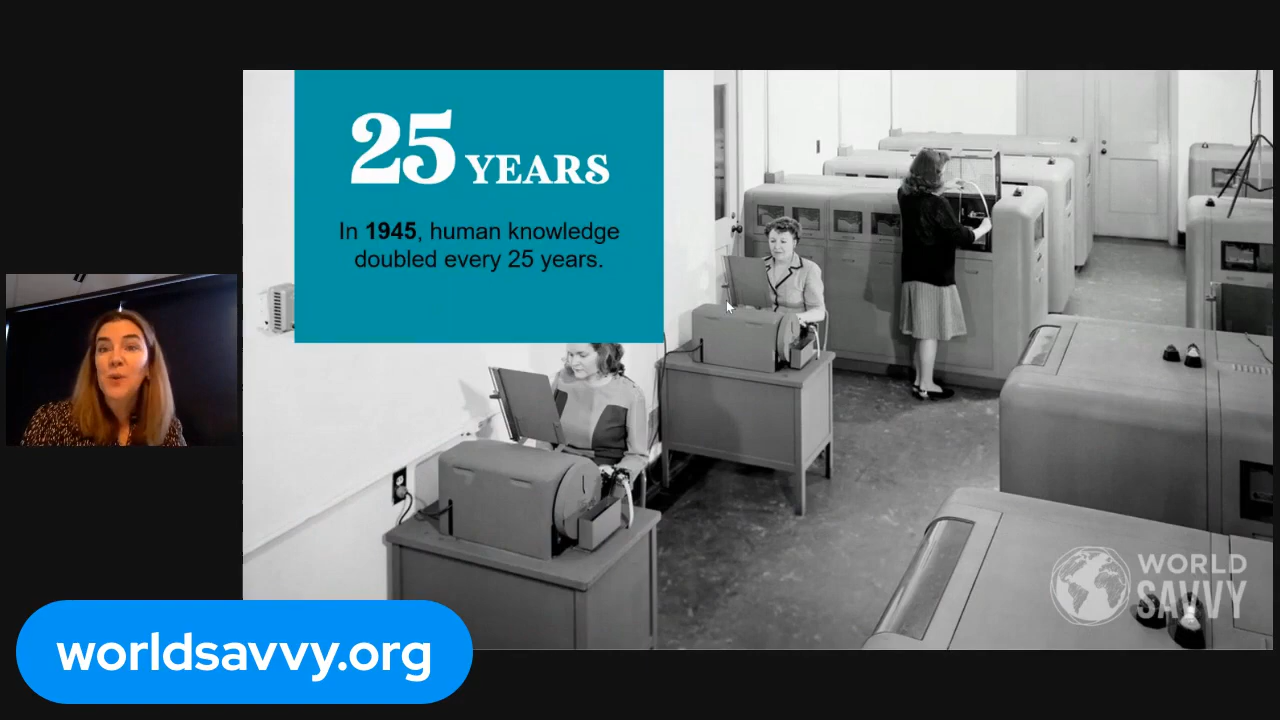 25 YEARS
In 1945, human knowledge
doubled every 25 years.
WORLD
SAVVY
worldsavvy.org